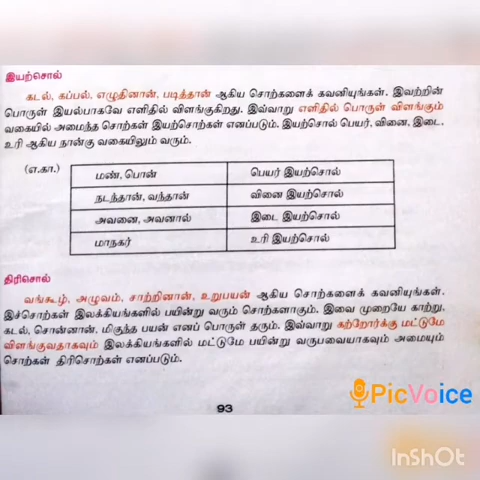 இயற்சொல்
கடல், கப்பல், எழுதினான், படித்தான் ஆகிய சொற்களைக் கவனியுங்கள். இவற்றின்
பொருள் இயல்பாகவே எளிதில் விளங்குகிறது. இவ்வாறு எளிதில் பொருள் விளங்கும்
வகையில் அமைந்த சொற்கள் இயற்சொற்கள் எனப்படும். இயற்சொல் பெயர், வினை, இடை,
உரி ஆகிய நான்கு வகையிலும் வரும்.
(எ.கா.)
மண், பொன் பெயர் இயற்சொல்
நடந்தான், வந்தான் வினை இயற்சொல்
அவனை, அவனால் இடை இயற்சொல்
மாநகர் உரி இயற்சொல்
திரிசொல்
வங்கூழ், அழுவம், சாற்றினான், உறுபயன் ஆகிய சொற்களைக் கவனியுங்கள்.
இச்சொற்கள் இலக்கியங்களில் பயின்று வரும் சொற்களாகும். இவை முறையே காற்று,
கடல், சொன்னான், மிகுந்த பயன் எனப் பொருள் தரும். இவ்வாறு கற்றோர்க்கு மட்டுமே
விளங்குவதாகவும் இலக்கியங்களில் மட்டுமே பயின்று வருபவையாகவும் அமையும்
சொற்கள் திரிசொற்கள் எனப்படும்.
PicVoice
93
InShOt